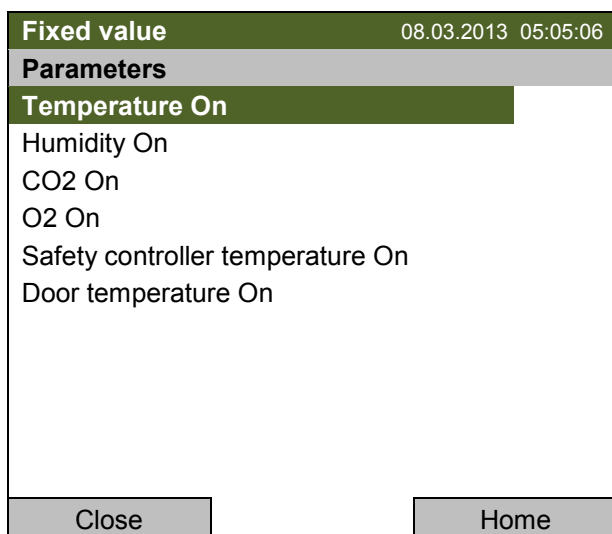 Fixed value 08.03.2013 05:05:06
Parameters
Temperature On
Humidity On
CO2 On
O2 On
Safety controller temperature On
Door temperature On
Close Home